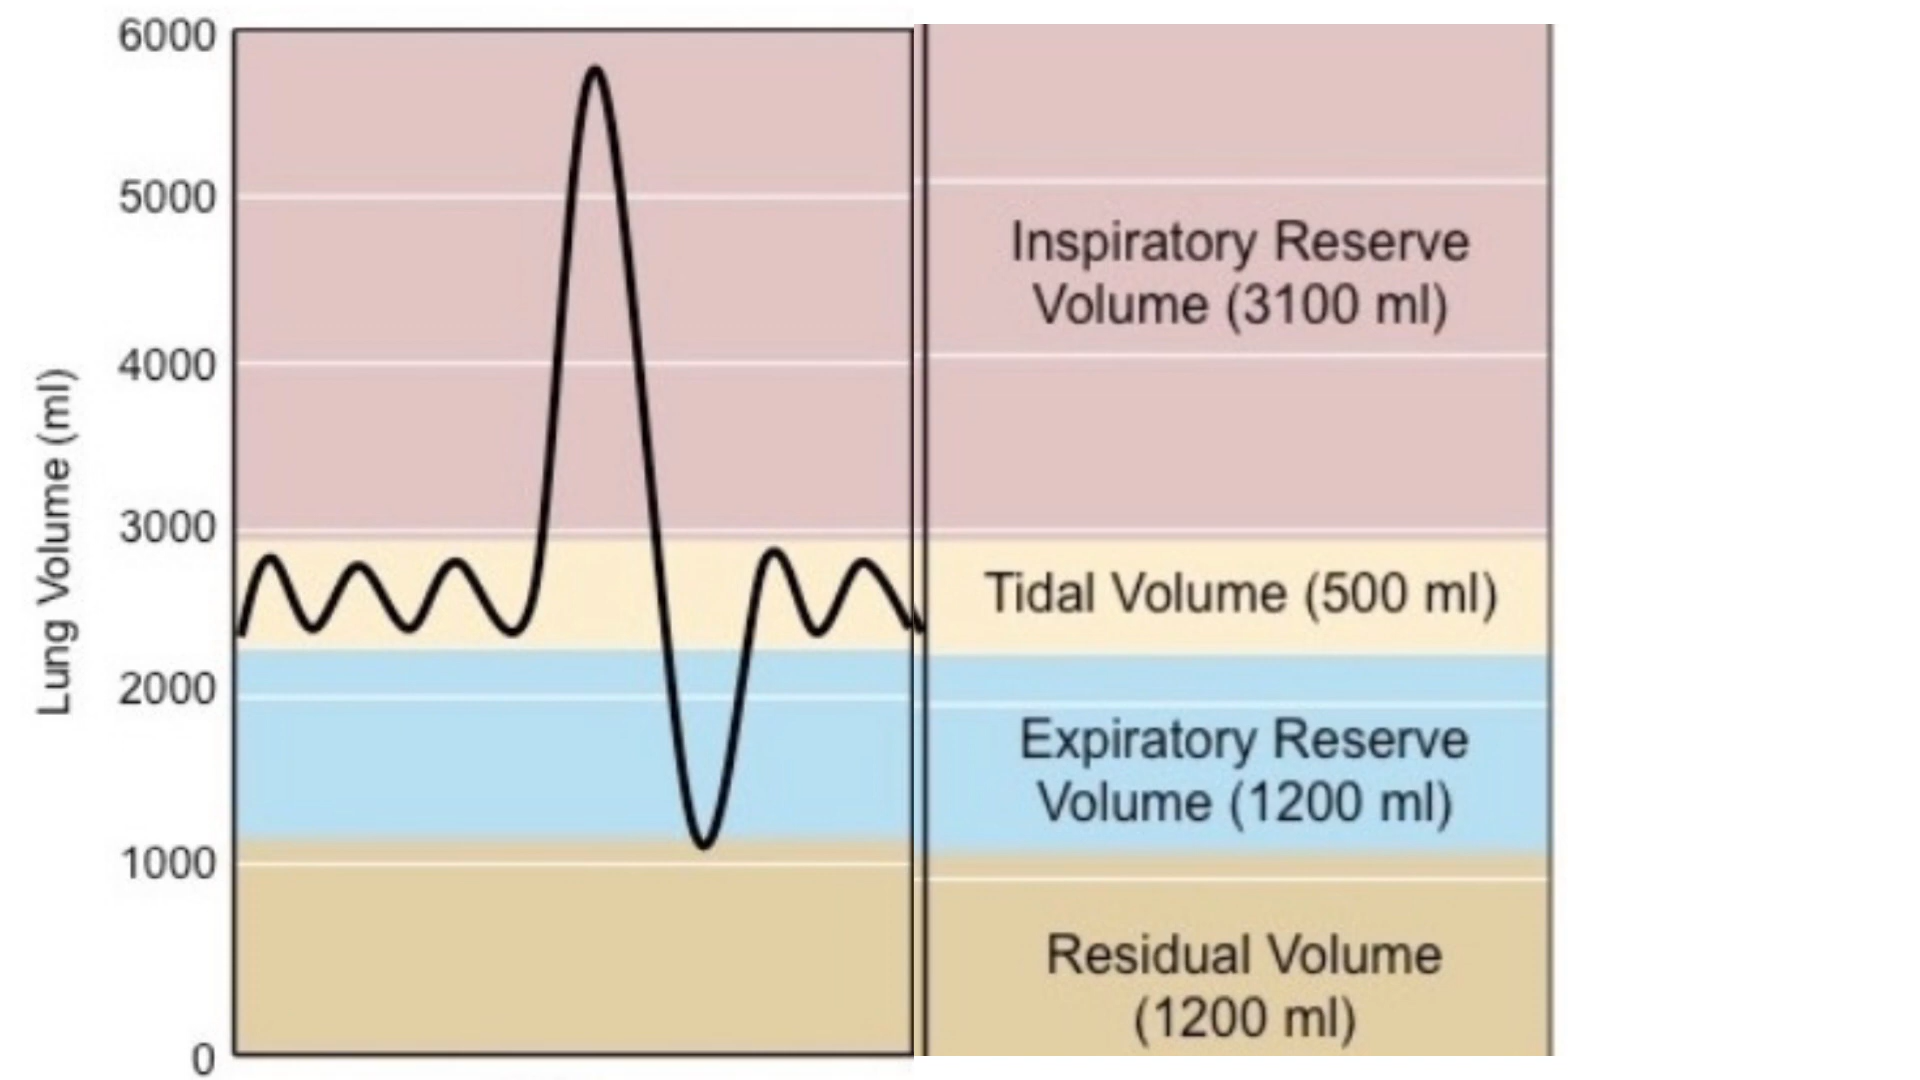 6000
5000
4000
3000
2000
1000
0
Lung Volume (ml)
Inspiratory Reserve
Volume (3100 ml)
Tidal Volume (500 ml)
Expiratory Reserve
Volume (1200 ml)
Residual Volume
(1200 ml)